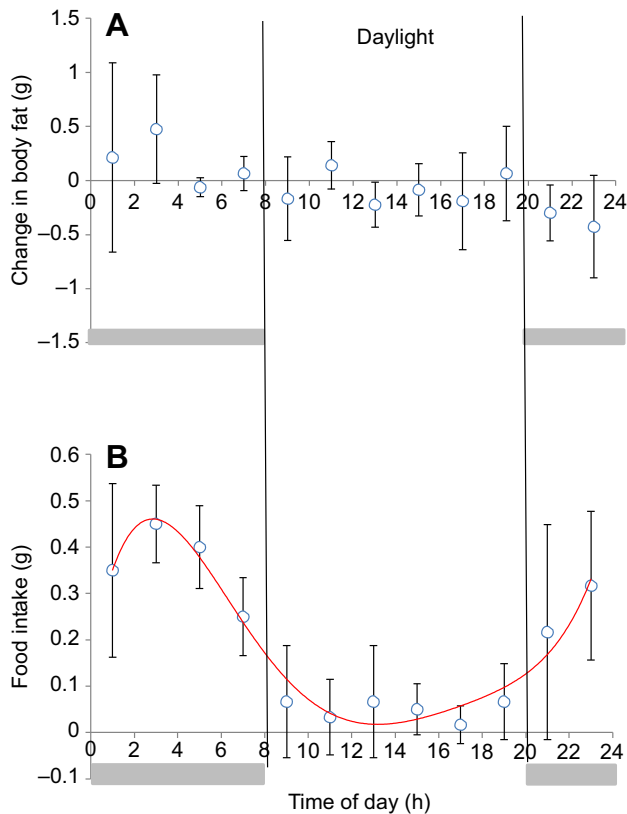 A
Daylight
Change in body fat (g)
1.5
1
0.5
0
–0.5
–1
–1.5
0 2 4 6 8 10 12 14 16 18 20 22 24
B
Food intake (g)
0.6
0.5
0.4
0.3
0.2
0.1
0
–0.1
0 2 4 6 8 10 12 14 16 18 20 22 24
Time of day (h)